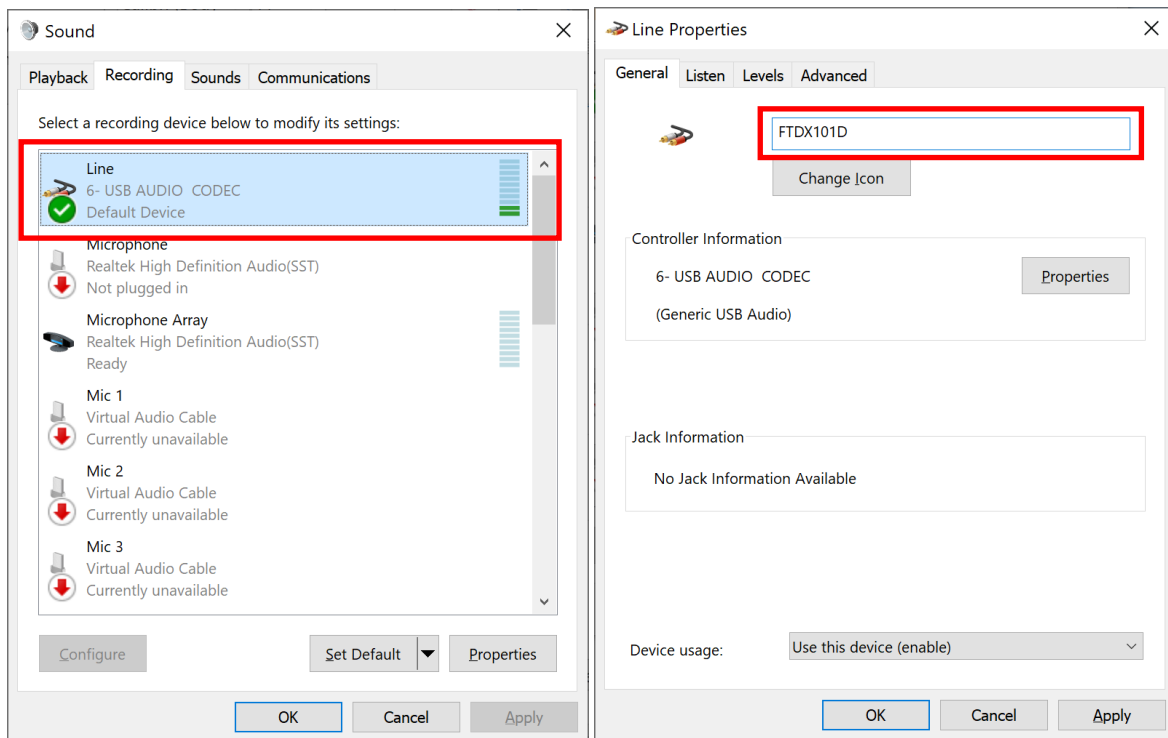 Sound
Playback Recording Sounds Communications
Select a recording device below to modify its settings:
Line
6- USB AUDIO  CODEC
Default Device
Microphone
Realtek High Definition Audio(SST)
Not plugged in
Microphone Array
Realtek High Definition Audio(SST)
Ready
Mic 1
Virtual Audio Cable
Currently unavailable
Mic 2
Virtual Audio Cable
Currently unavailable
Mic 3
Virtual Audio Cable
Currently unavailable
Configure Set Default Properties
OK Cancel Apply
Line Properties
General Listen Levels Advanced
FTDX101D
Change Icon
Controller Information
6- USB AUDIO  CODEC
Properties
(Generic USB Audio)
Jack Information
No Jack Information Available
Device usage: Use this device (enable)
OK Cancel Apply